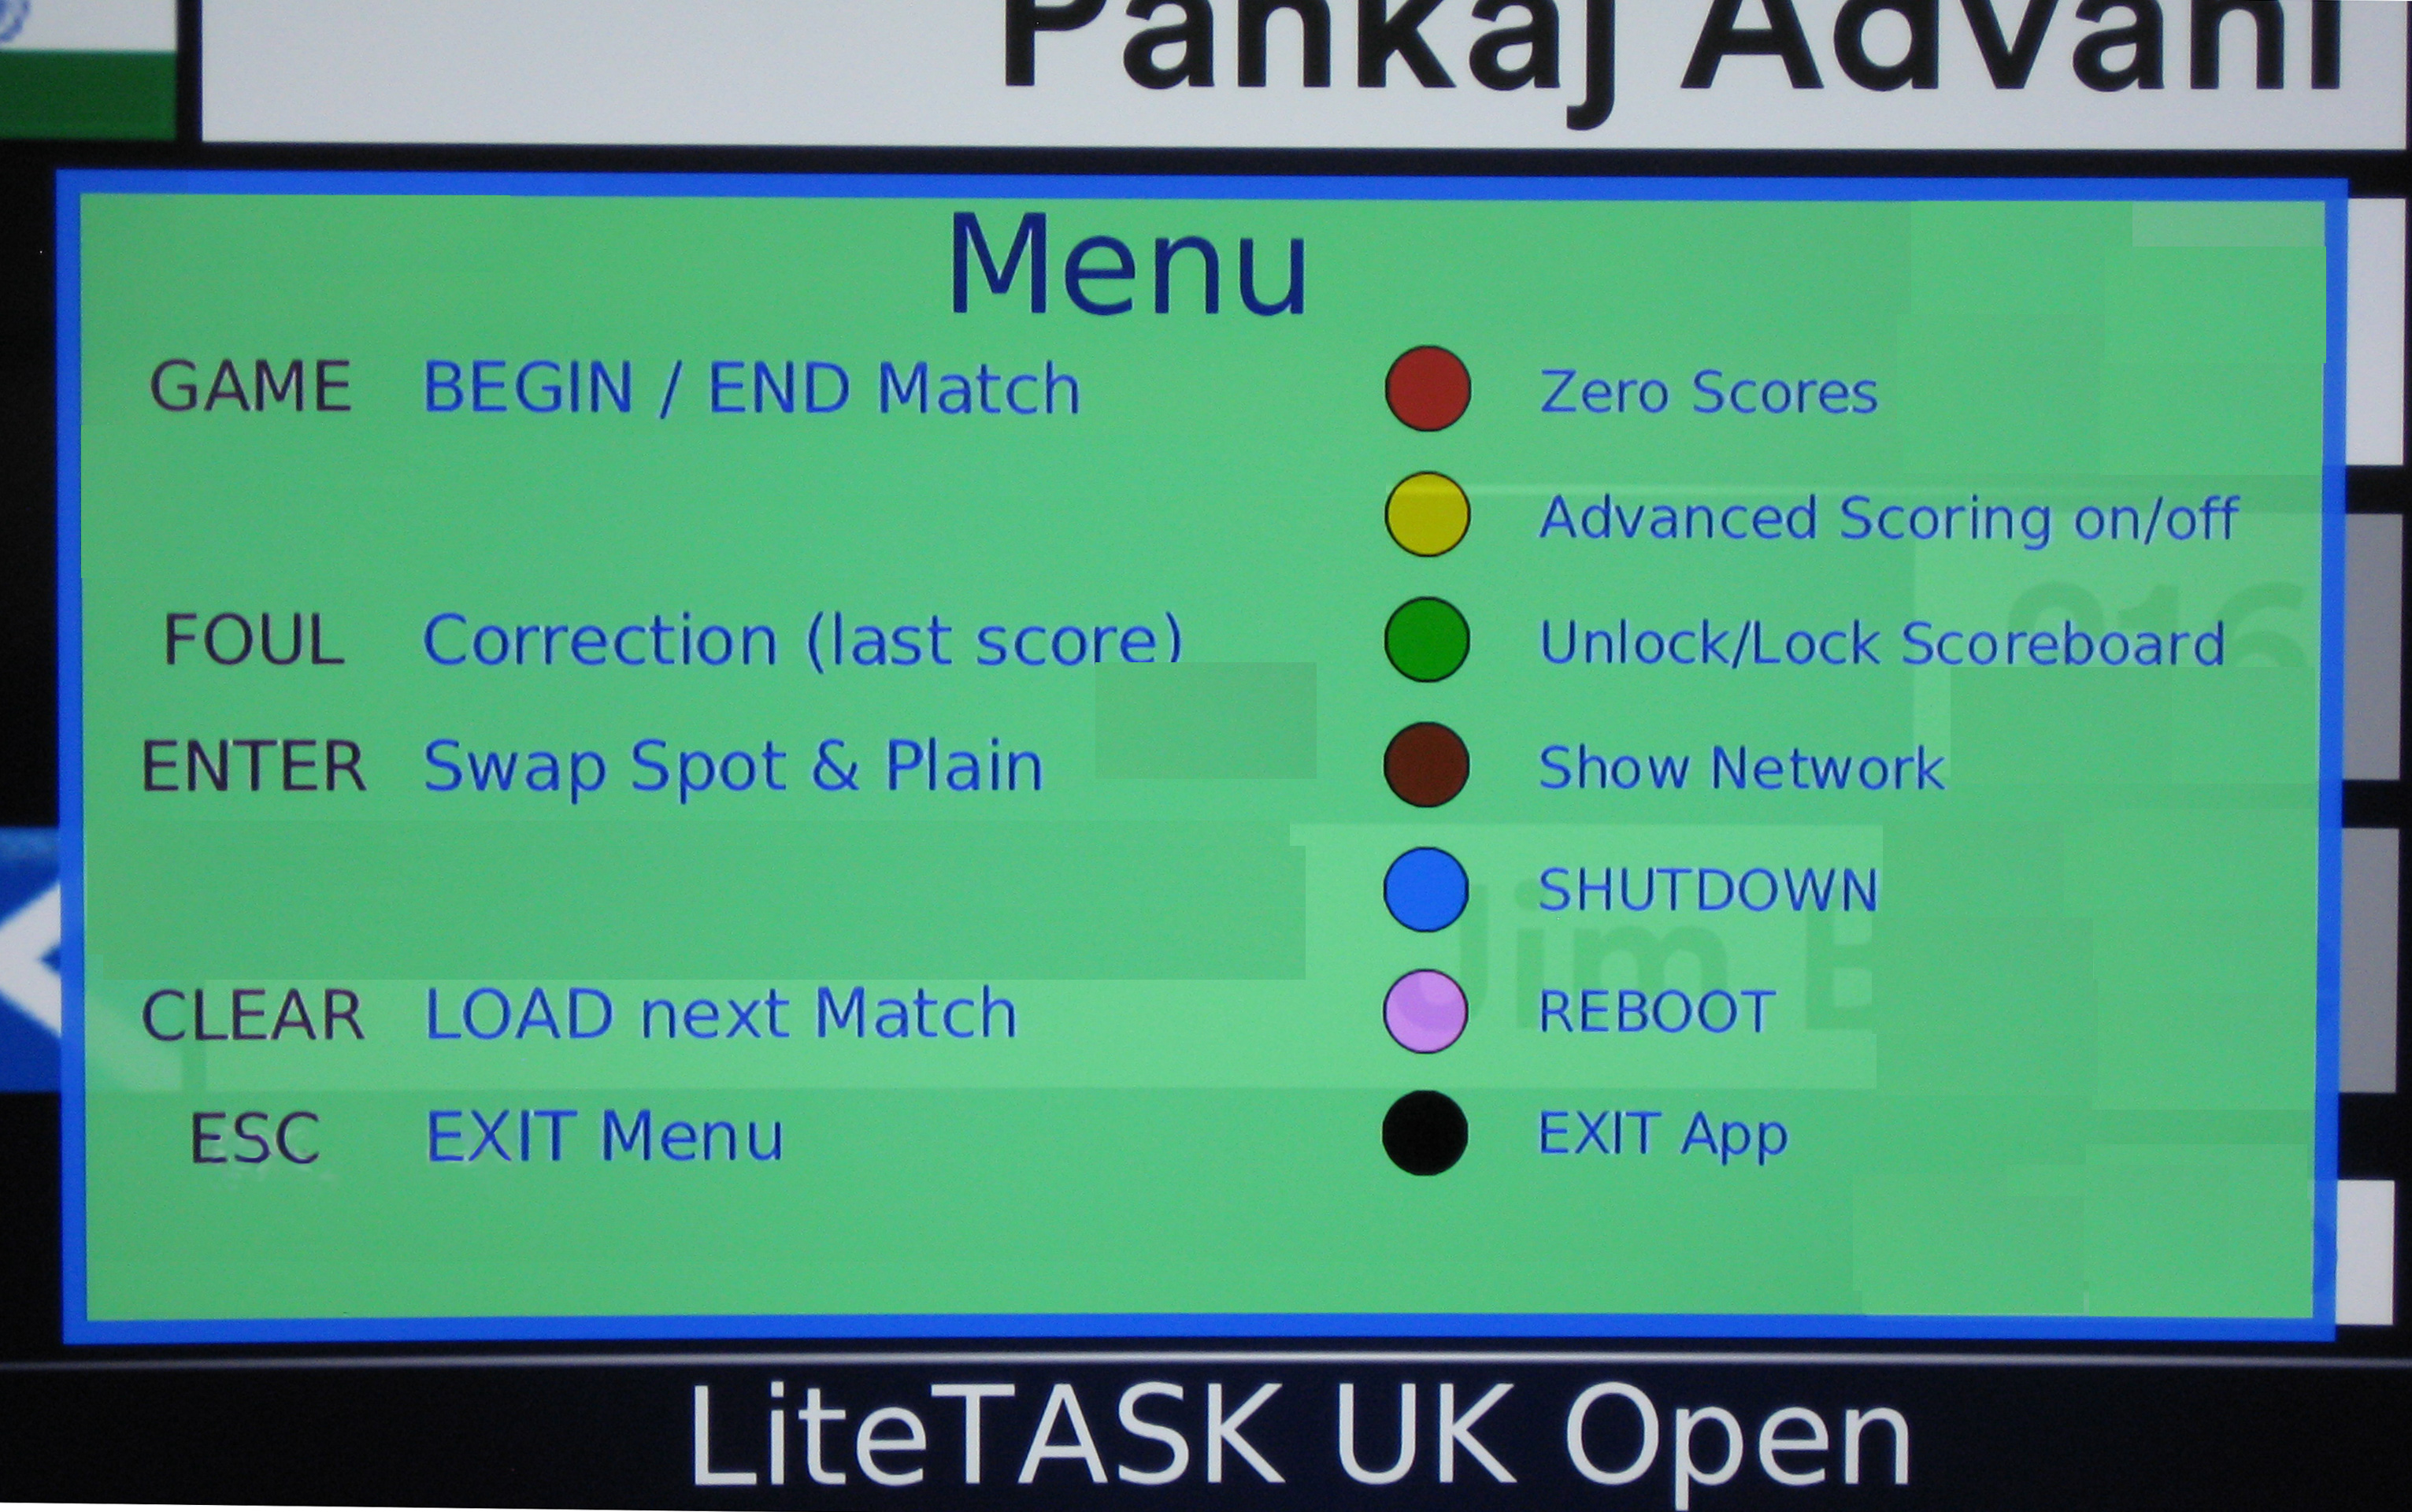 Pankaj Advani
Menu
GAME BEGIN / END Match
Zero Scores
Advanced Scoring on/off
FOUL Correction (last score)
Unlock/Lock Scoreboard
916
ENTER Swap Spot & Plain
Show Network
SHUTDOWN
Jim
CLEAR LOAD next Match
REBOOT
ESC EXIT Menu
EXIT App
LiteTASK UK Open